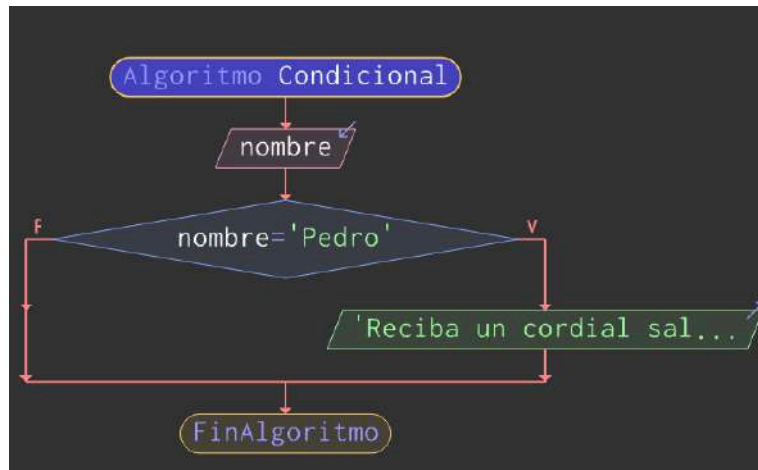 Algoritmo Condicional
nombre
nombre='Pedro'
F
V
'Reciba un cordial sal...
FinAlgoritmo